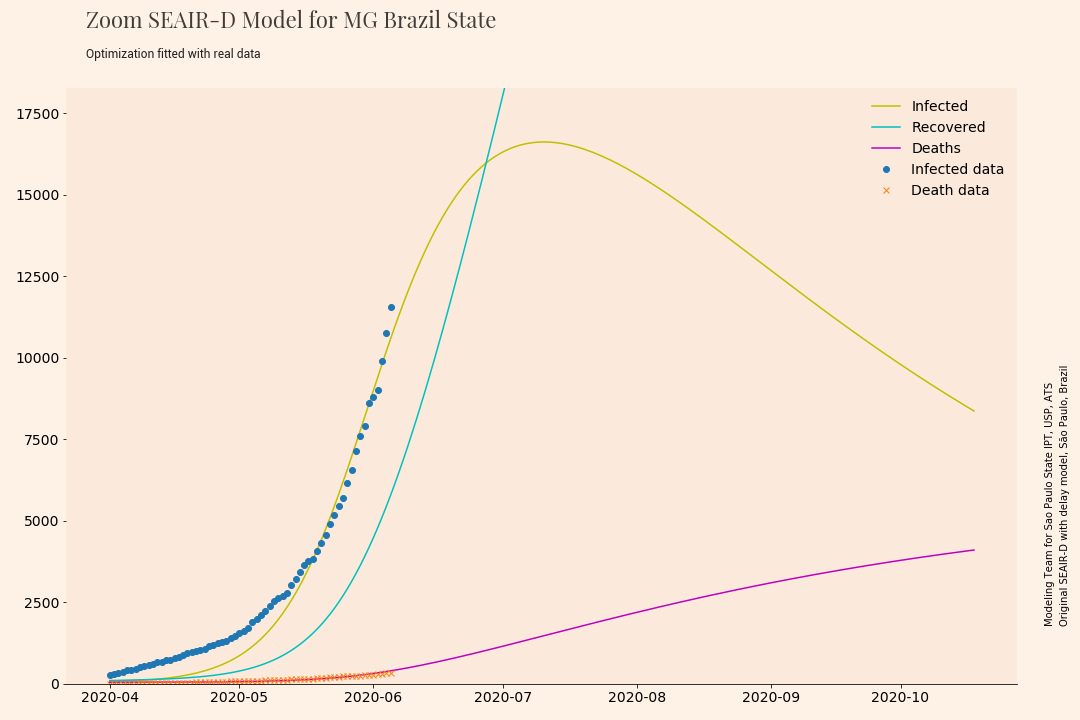 Zoom SEAIR-D Model for MG Brazil State
Optimization fitted with real data
17500
15000
12500
10000
7500
5000
2500
0
Infected
Recovered
Deaths
Infected data
Death data
2020-04
2020-05
2020-06
2020-07
2020-08
2020-09
2020-10
Modeling Team for Sao Paulo State IPT, USP, ATS
Original SEAIR-D with delay model, São Paulo, Brazil